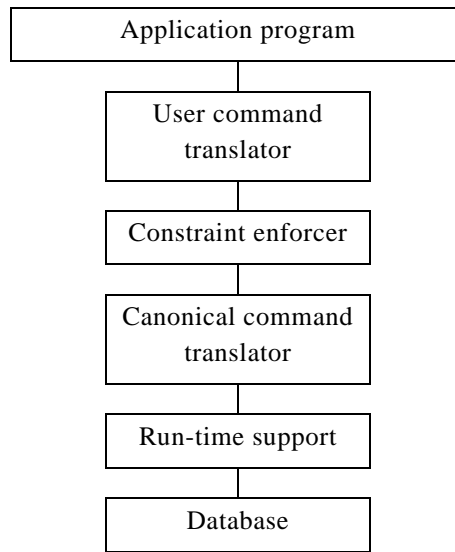 Application program
User command
translator
Constraint enforcer
Canonical command
translator
Run-time support
Database